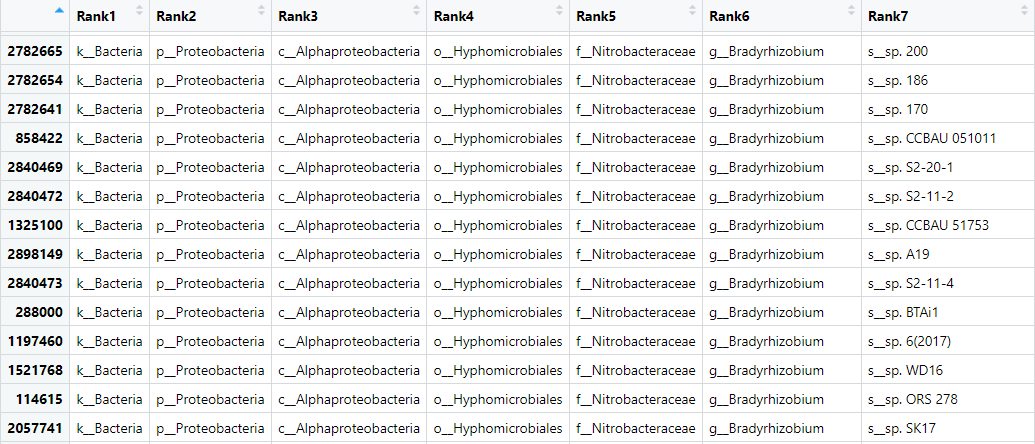 Rank1 Rank2 Rank3 Rank4 Rank5 Rank6 Rank7
2782665 k__Bacteria p__Proteobacteria c__Alphaproteobacteria o__Hyphomicrobiales f__Nitrobacteraceae g__Bradyrhizobium s__sp. 200
2782654 k__Bacteria p__Proteobacteria c__Alphaproteobacteria o__Hyphomicrobiales f__Nitrobacteraceae g__Bradyrhizobium s__sp. 186
2782641 k__Bacteria p__Proteobacteria c__Alphaproteobacteria o__Hyphomicrobiales f__Nitrobacteraceae g__Bradyrhizobium s__sp. 170
858422 k__Bacteria p__Proteobacteria c__Alphaproteobacteria o__Hyphomicrobiales f__Nitrobacteraceae g__Bradyrhizobium s__sp. CCBAU 051011
2840469 k__Bacteria p__Proteobacteria c__Alphaproteobacteria o__Hyphomicrobiales f__Nitrobacteraceae g__Bradyrhizobium s__sp. S2-20-1
2840472 k__Bacteria p__Proteobacteria c__Alphaproteobacteria o__Hyphomicrobiales f__Nitrobacteraceae g__Bradyrhizobium s__sp. S2-11-2
1325100 k__Bacteria p__Proteobacteria c__Alphaproteobacteria o__Hyphomicrobiales f__Nitrobacteraceae g__Bradyrhizobium s__sp. CCBAU 51753
2898149 k__Bacteria p__Proteobacteria c__Alphaproteobacteria o__Hyphomicrobiales f__Nitrobacteraceae g__Bradyrhizobium s__sp. A19
2840473 k__Bacteria p__Proteobacteria c__Alphaproteobacteria o__Hyphomicrobiales f__Nitrobacteraceae g__Bradyrhizobium s__sp. S2-11-4
288000 k__Bacteria p__Proteobacteria c__Alphaproteobacteria o__Hyphomicrobiales f__Nitrobacteraceae g__Bradyrhizobium s__sp. BTAi1
1197460 k__Bacteria p__Proteobacteria c__Alphaproteobacteria o__Hyphomicrobiales f__Nitrobacteraceae g__Bradyrhizobium s__sp. 6(2017)
1521768 k__Bacteria p__Proteobacteria c__Alphaproteobacteria o__Hyphomicrobiales f__Nitrobacteraceae g__Bradyrhizobium s__sp. WD16
114615 k__Bacteria p__Proteobacteria c__Alphaproteobacteria o__Hyphomicrobiales f__Nitrobacteraceae g__Bradyrhizobium s__sp. ORS 278
2057741 k__Bacteria p__Proteobacteria c__Alphaproteobacteria o__Hyphomicrobiales f__Nitrobacteraceae g__Bradyrhizobium s__sp. SK17